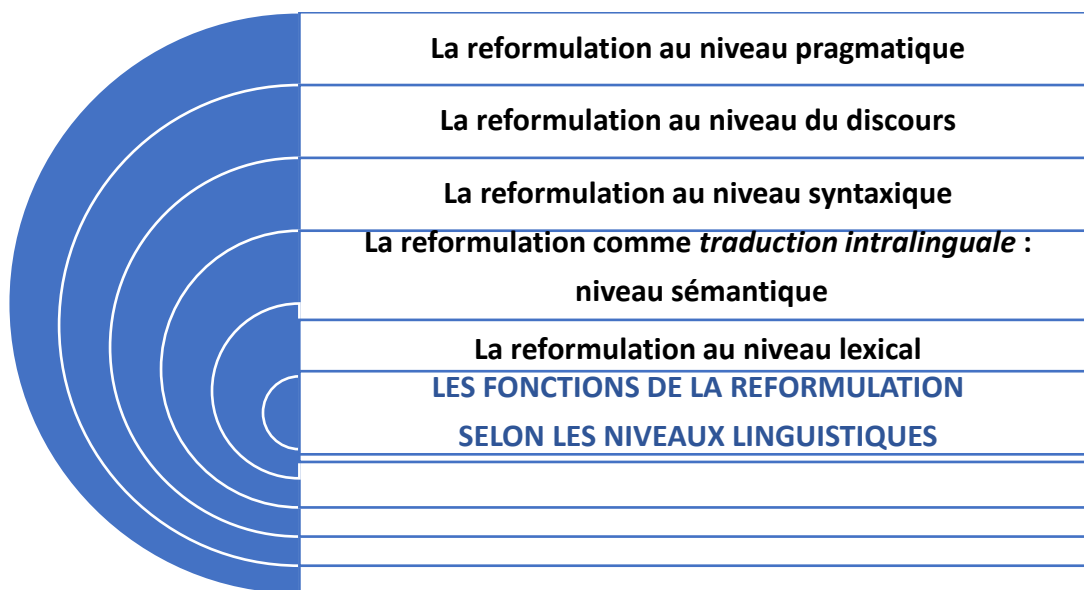 La reformulation au niveau pragmatique
La reformulation au niveau du discours
La reformulation au niveau syntaxique
La reformulation comme traduction intralinguale :
niveau sémantique
La reformulation au niveau lexical
LES FONCTIONS DE LA REFORMULATION
SELON LES NIVEAUX LINGUISTIQUES